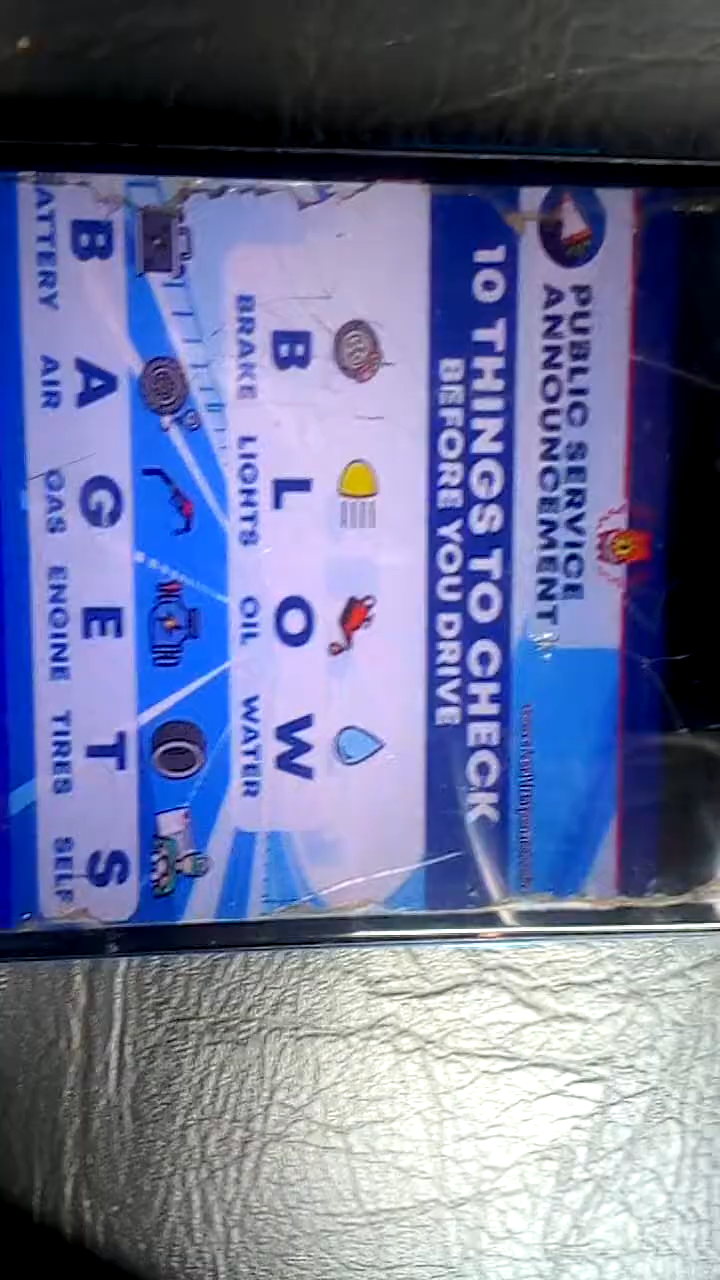 PUBLIC SERVICE
ANNOUNCEMENT
10 THINGS TO CHECK
BEFORE YOU DRIVE
B L O W
BRAKE LIGHTS OIL WATER
B A G E T S
ATTERY AIR GAS ENGINE TIRES SELF